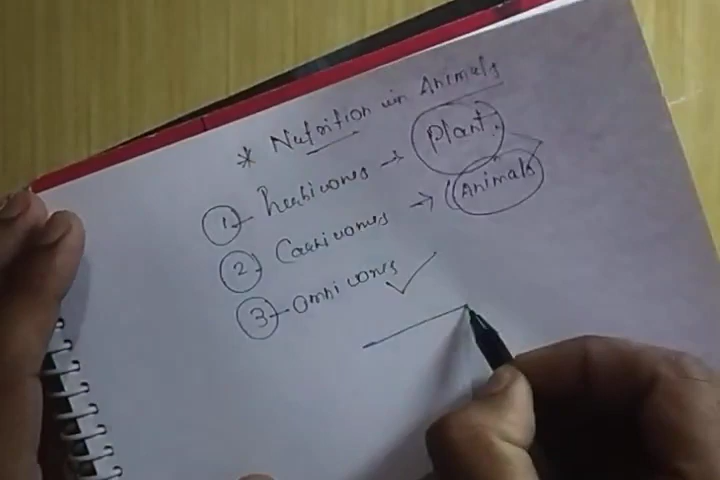 * Nutrition in Animals
1 - Herbivores → Plant.
2 - Carnivores → (Animals
3 - Omnivores ✓